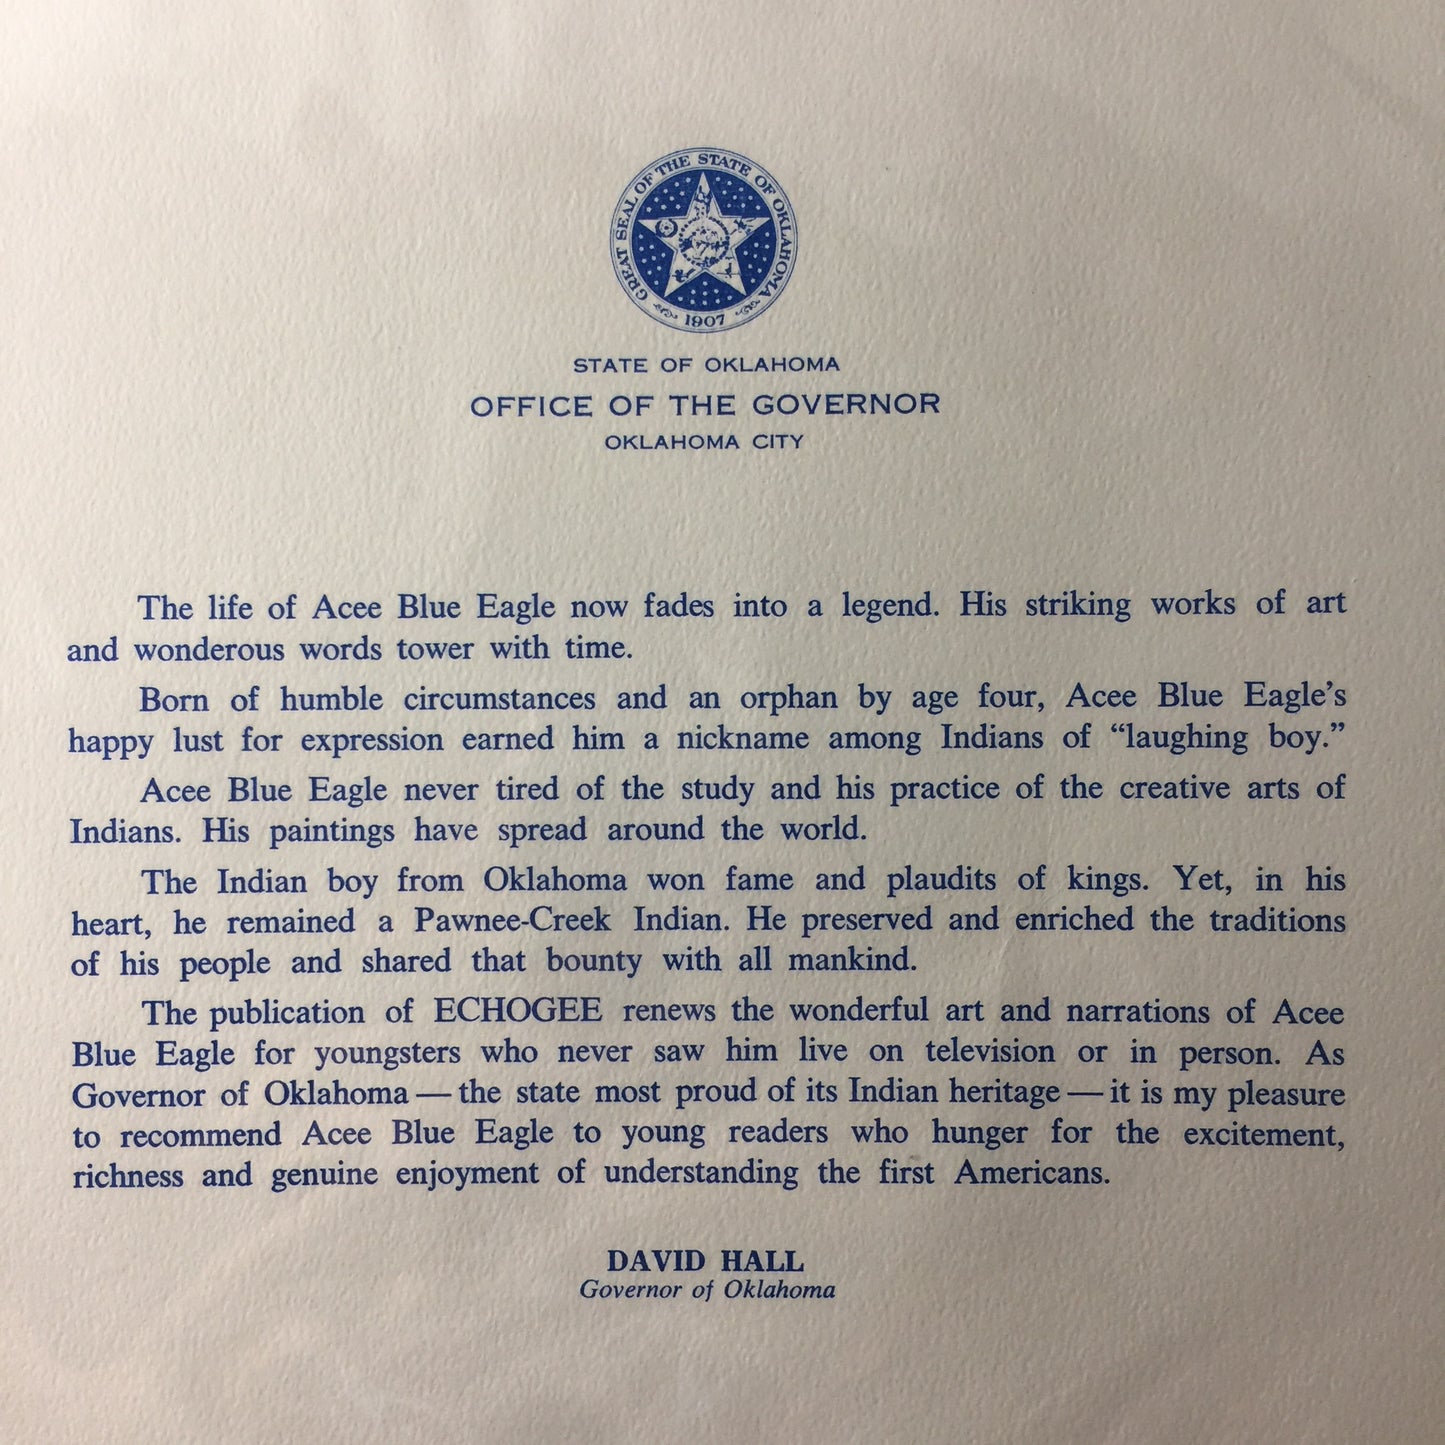 GREAT SEAL OF THE STATE OF OKLAHOMA
1907
STATE OF OKLAHOMA
OFFICE OF THE GOVERNOR
OKLAHOMA CITY
The life of Acee Blue Eagle now fades into a legend. His striking works of art
and wonderous words tower with time.
Born of humble circumstances and an orphan by age four, Acee Blue Eagle's
happy lust for expression earned him a nickname among Indians of “laughing boy.”
Acee Blue Eagle never tired of the study and his practice of the creative arts of
Indians. His paintings have spread around the world.
The Indian boy from Oklahoma won fame and plaudits of kings. Yet, in his
heart, he remained a Pawnee-Creek Indian. He preserved and enriched the traditions
of his people and shared that bounty with all mankind.
The publication of ECHOGEE renews the wonderful art and narrations of Acee
Blue Eagle for youngsters who never saw him live on television or in person. As
Governor of Oklahoma — the state most proud of its Indian heritage — it is my pleasure
to recommend Acee Blue Eagle to young readers who hunger for the excitement,
richness and genuine enjoyment of understanding the first Americans.
DAVID HALL
Governor of Oklahoma